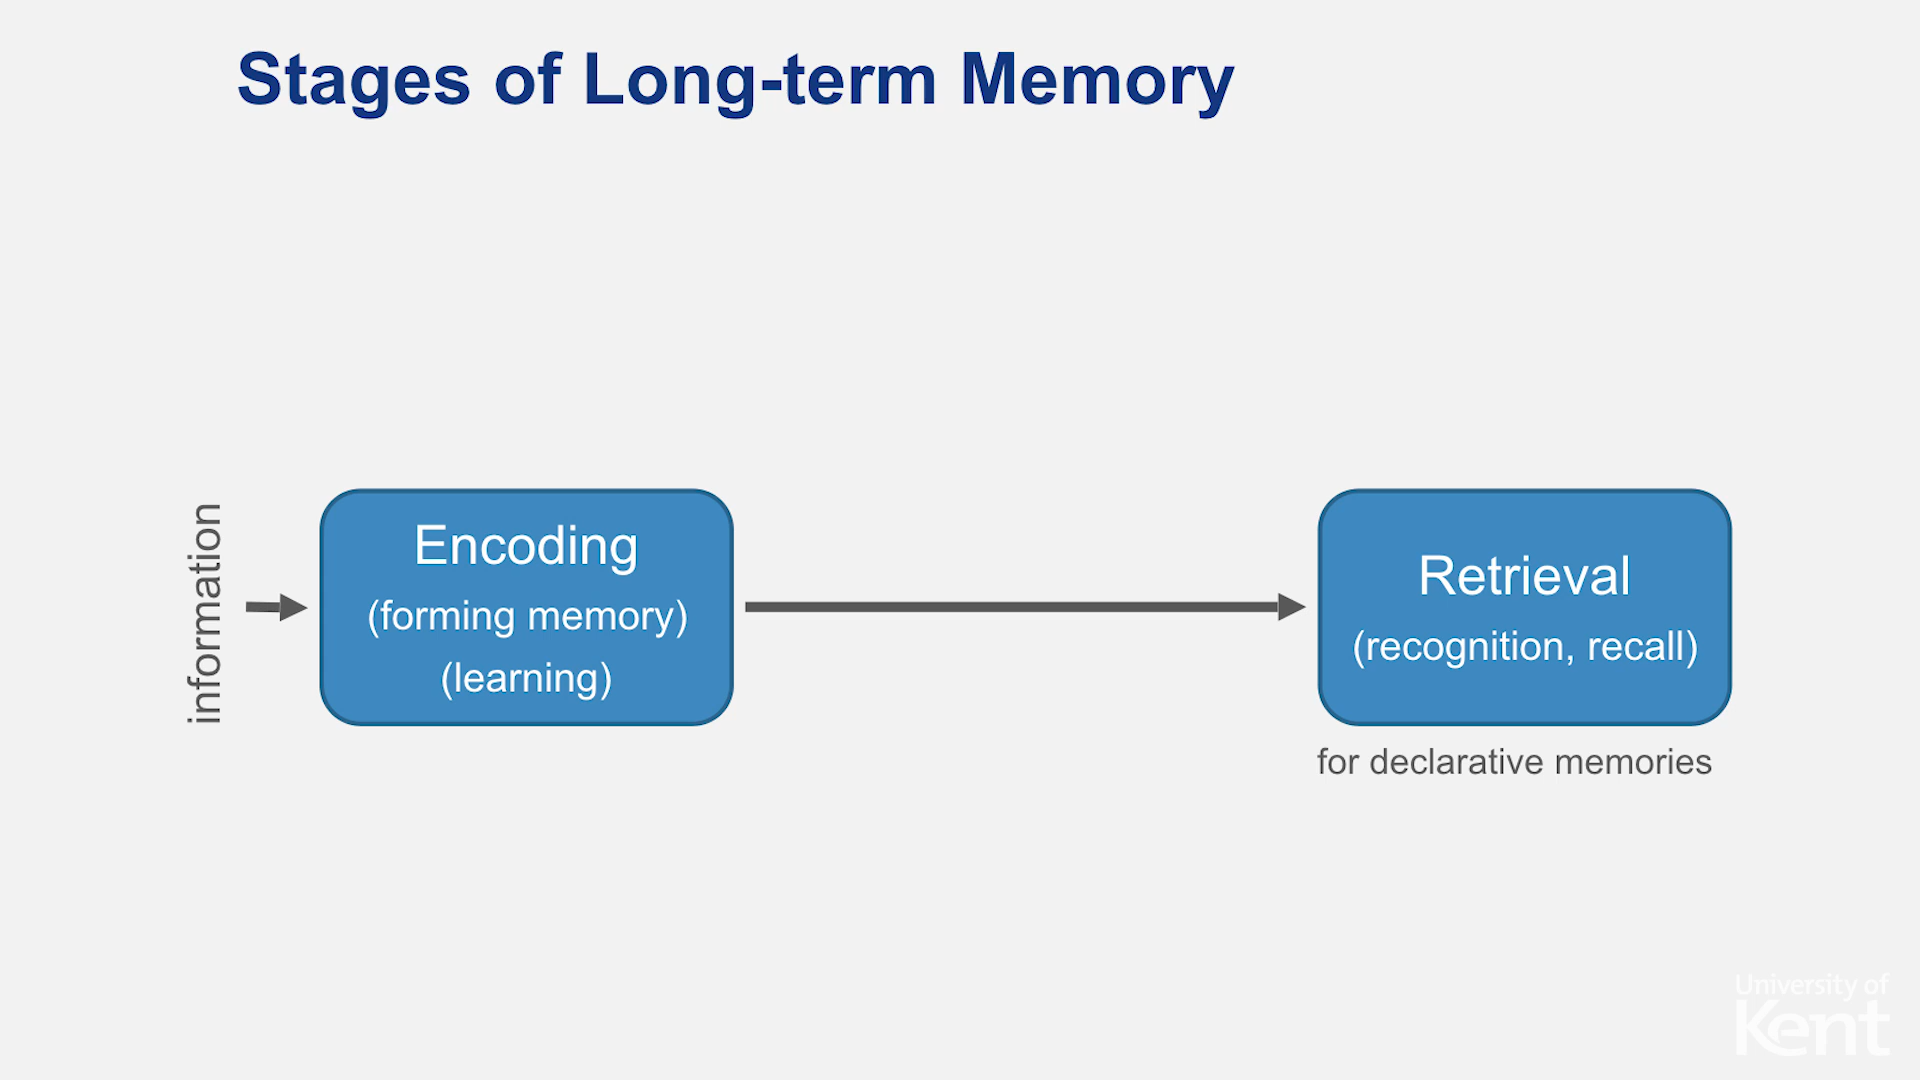 Stages of Long-term Memory
information
Encoding
(forming memory)
(learning)
Retrieval
(recognition, recall)
for declarative memories
University of
Kent